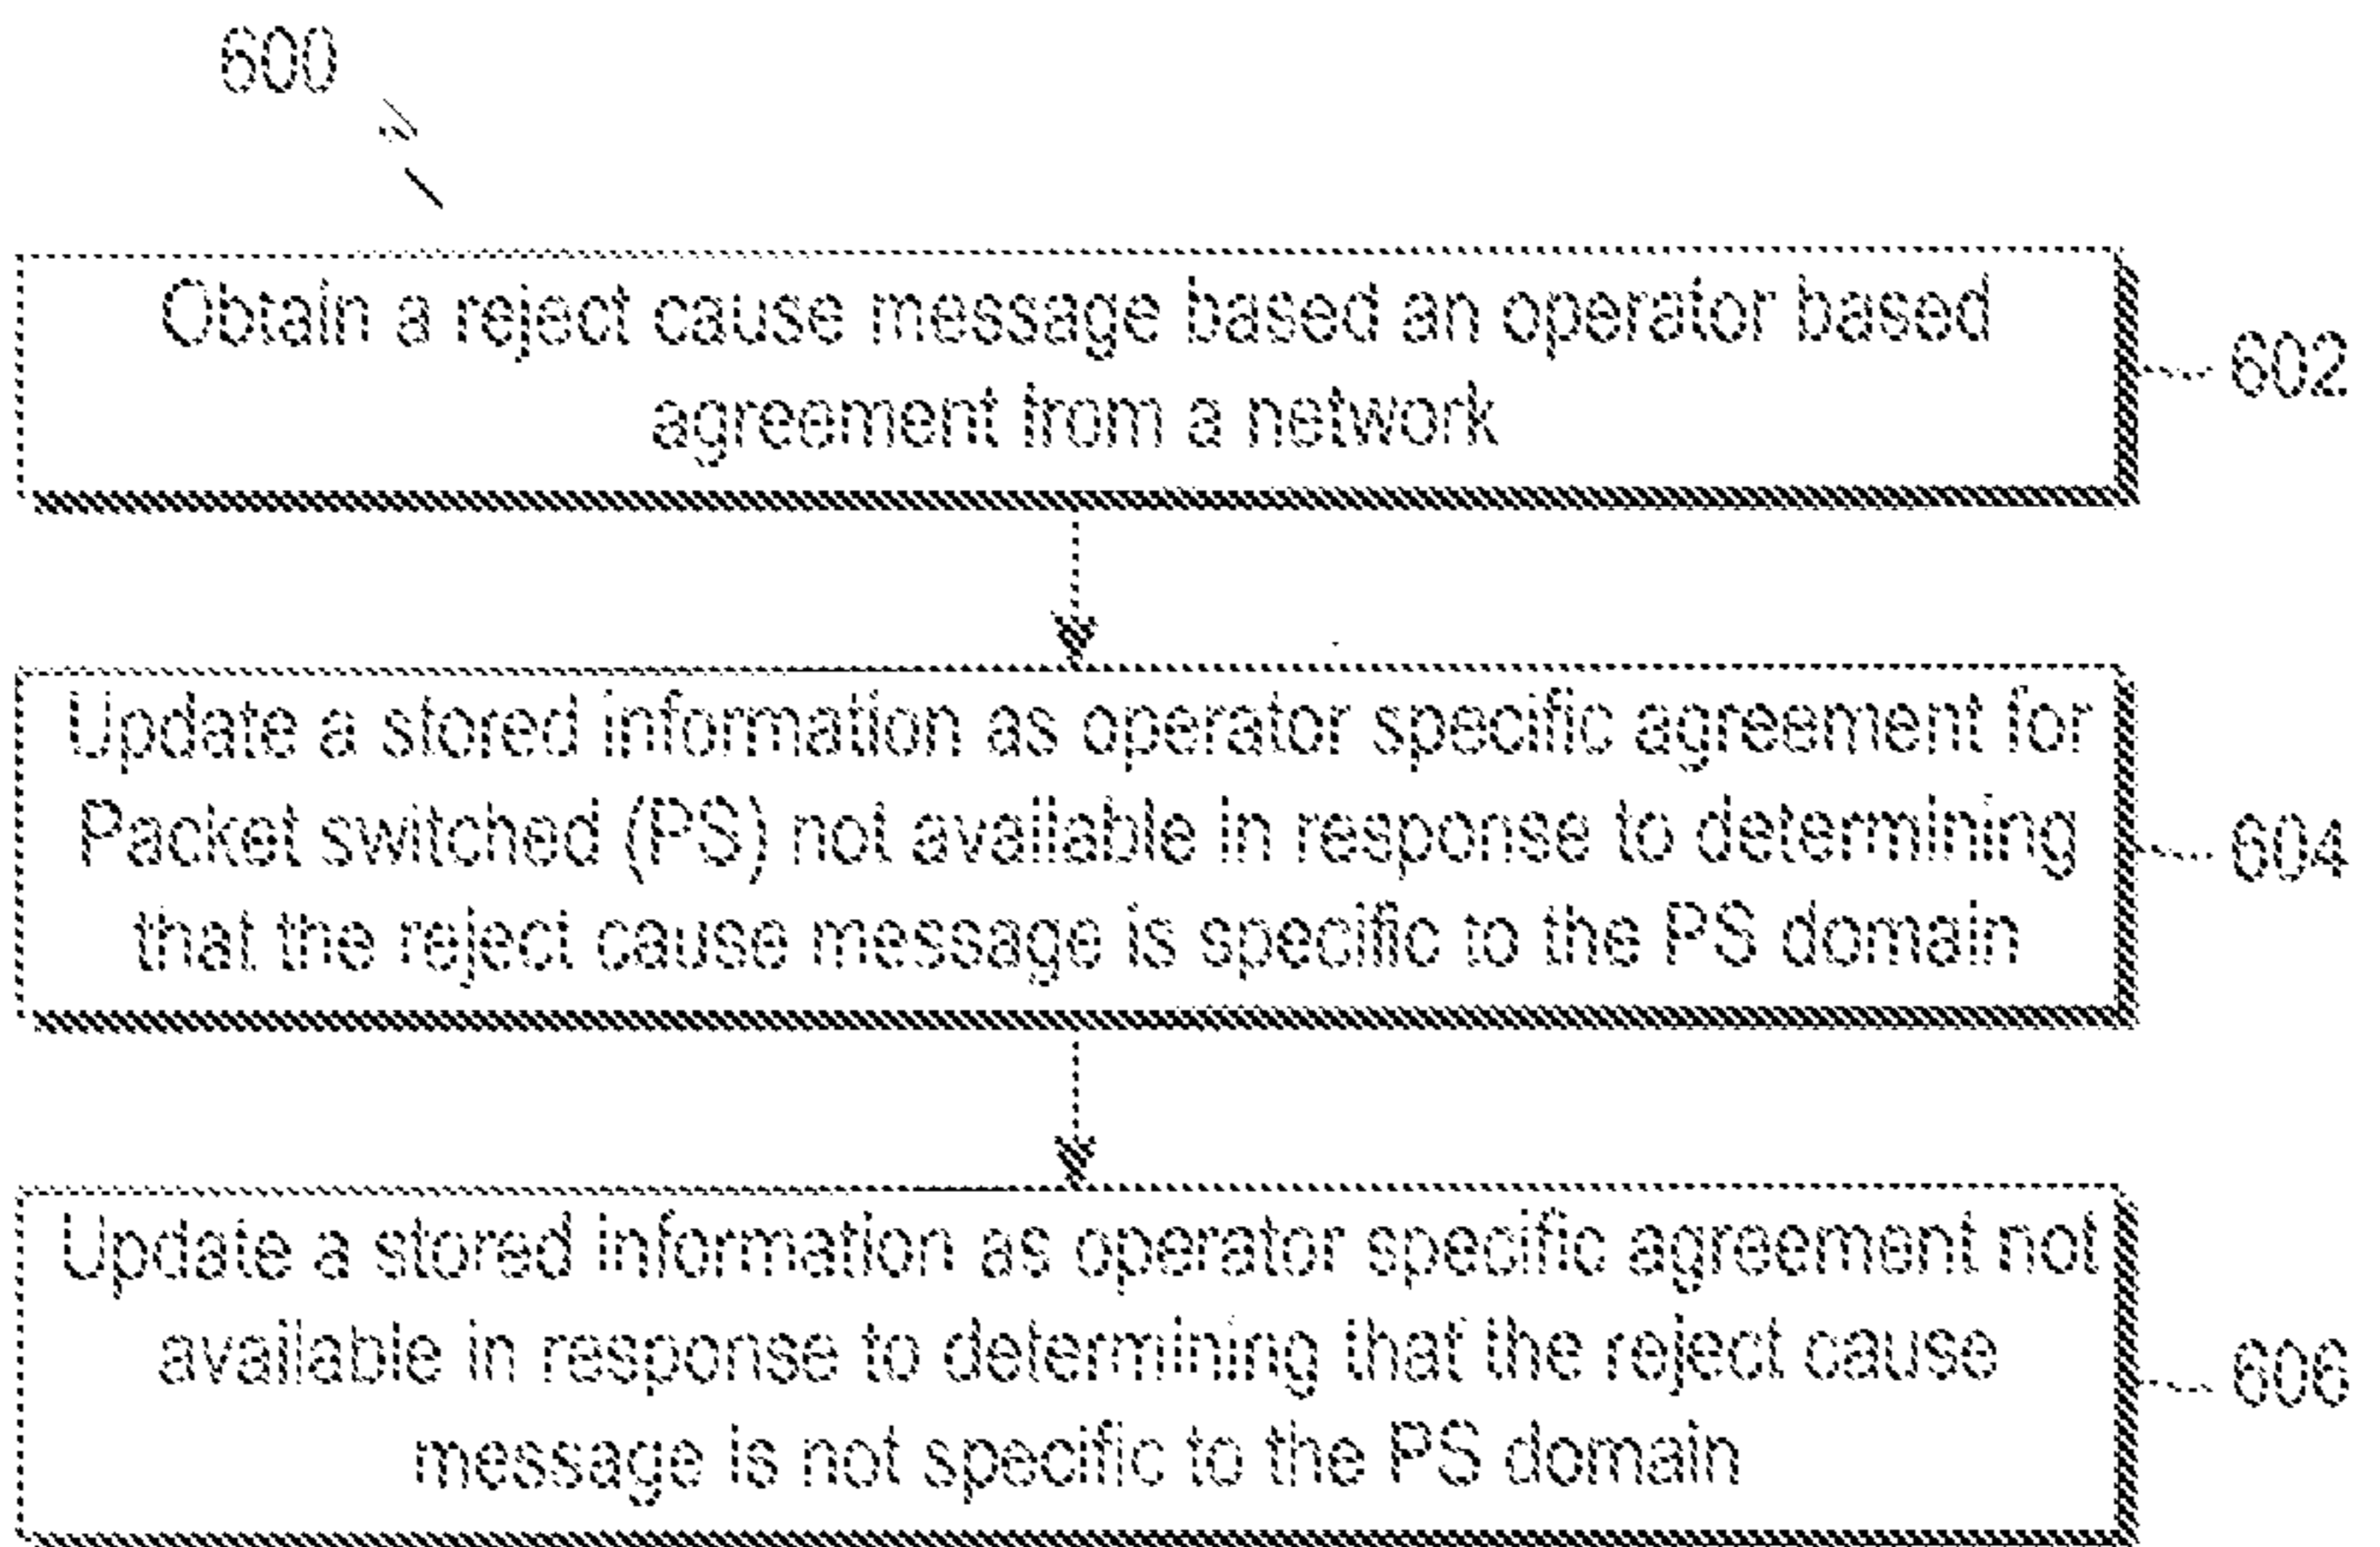 600
Obtain a reject cause message based an operator based
agreement from a network
602
Update a stored information as operator specific agreement for
Packet switched (PS) not available in response to determining
that the reject cause message is specific to the PS domain
604
Update a stored information as operator specific agreement not
available in response to determining that the reject cause
message is not specific to the PS domain
606